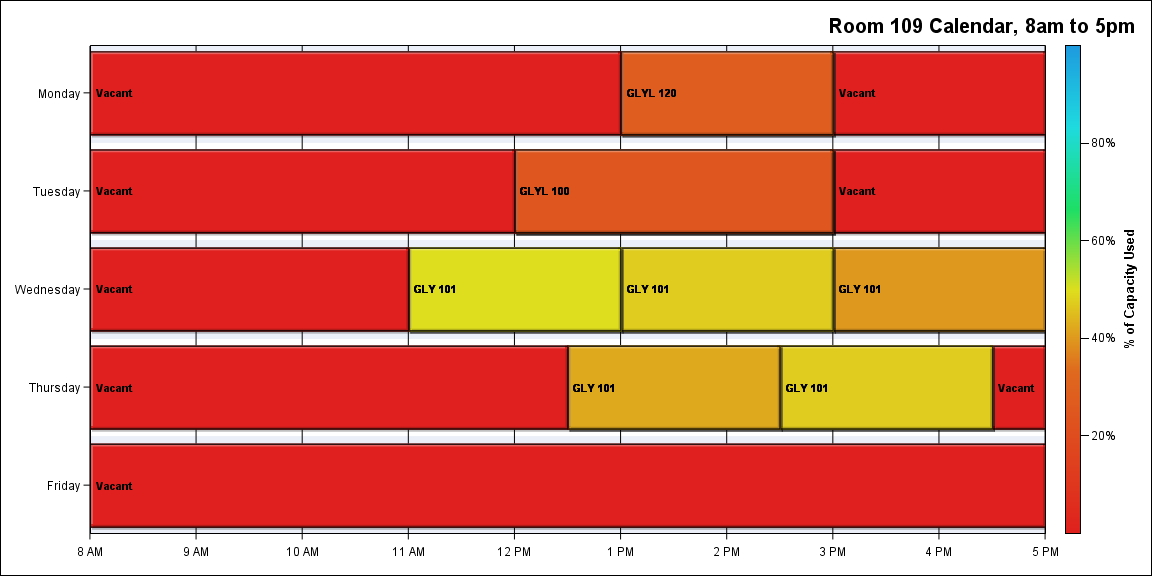 Room 109 Calendar, 8am to 5pm
Monday
Vacant
GLYL 120
Vacant
Tuesday
Vacant
GLYL 100
Vacant
Wednesday
Vacant
GLY 101
GLY 101
GLY 101
Thursday
Vacant
GLY 101
GLY 101
Vacant
Friday
Vacant
8 AM
9 AM
10 AM
11 AM
12 PM
1 PM
2 PM
3 PM
4 PM
5 PM
80%
60%
40%
20%
% of Capacity Used